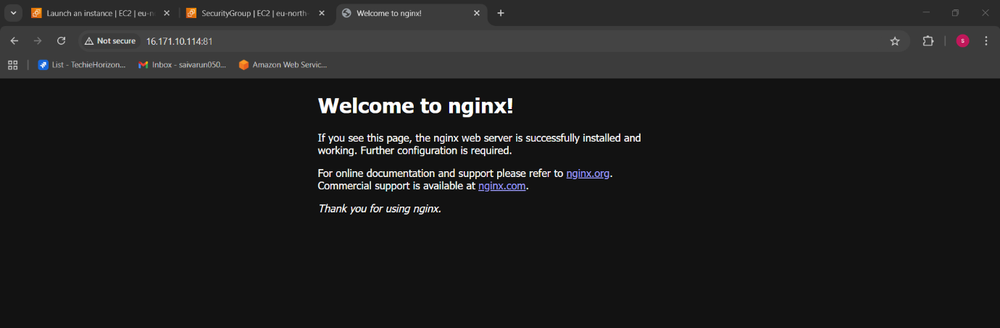 Launch an instance | EC2 | eu-n
SecurityGroup | EC2 | eu-north-
Welcome to nginx!
Not secure
16.171.10.114:81
s
List - TechieHorizon...
Inbox - saivarun050...
Amazon Web Servic...
Welcome to nginx!
If you see this page, the nginx web server is successfully installed and
working. Further configuration is required.
For online documentation and support please refer to nginx.org.
Commercial support is available at nginx.com.
Thank you for using nginx.